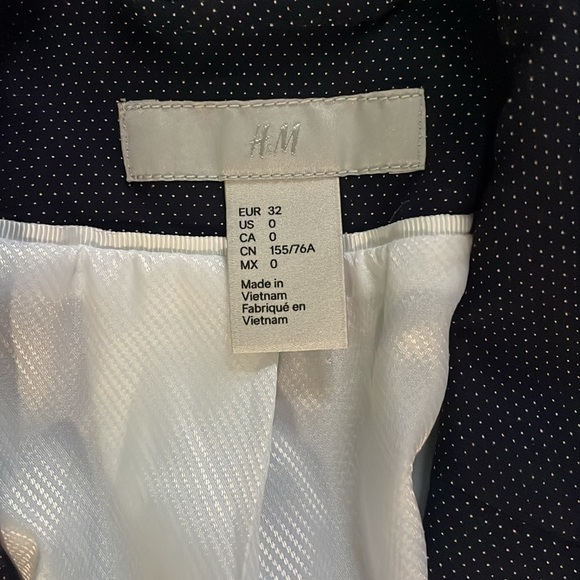 H&M
EUR 32
US 0
CA 0
CN 155/76A
MX 0
Made in
Vietnam
Fabriqué en
Vietnam